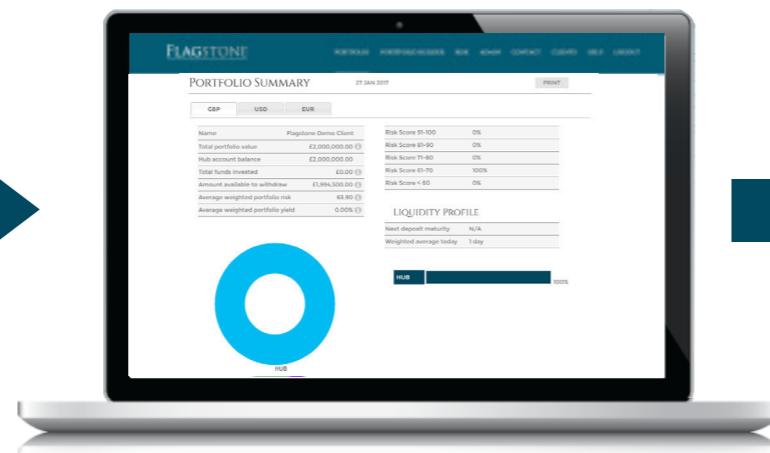 FLAGSTONE
PORTFOLIO PORTFOLIO BUILDER RISK ADMIN CONTACT CLIENTS HELP LOGOUT
PORTFOLIO SUMMARY 27 JAN 2017 PRINT
GBP USD EUR
Name Flagstone Demo Client
Total portfolio value £2,000,000.00
Hub account balance £2,000,000.00
Total funds invested £0.00
Amount available to withdraw £1,994,500.00
Average weighted portfolio risk 63.90
Average weighted portfolio yield 0.00%
Risk Score 91-100 0%
Risk Score 81-90 0%
Risk Score 71-80 0%
Risk Score 61-70 100%
Risk Score < 60 0%
LIQUIDITY PROFILE
Next deposit maturity N/A
Weighted average today 1 day
HUB 100%
HUB